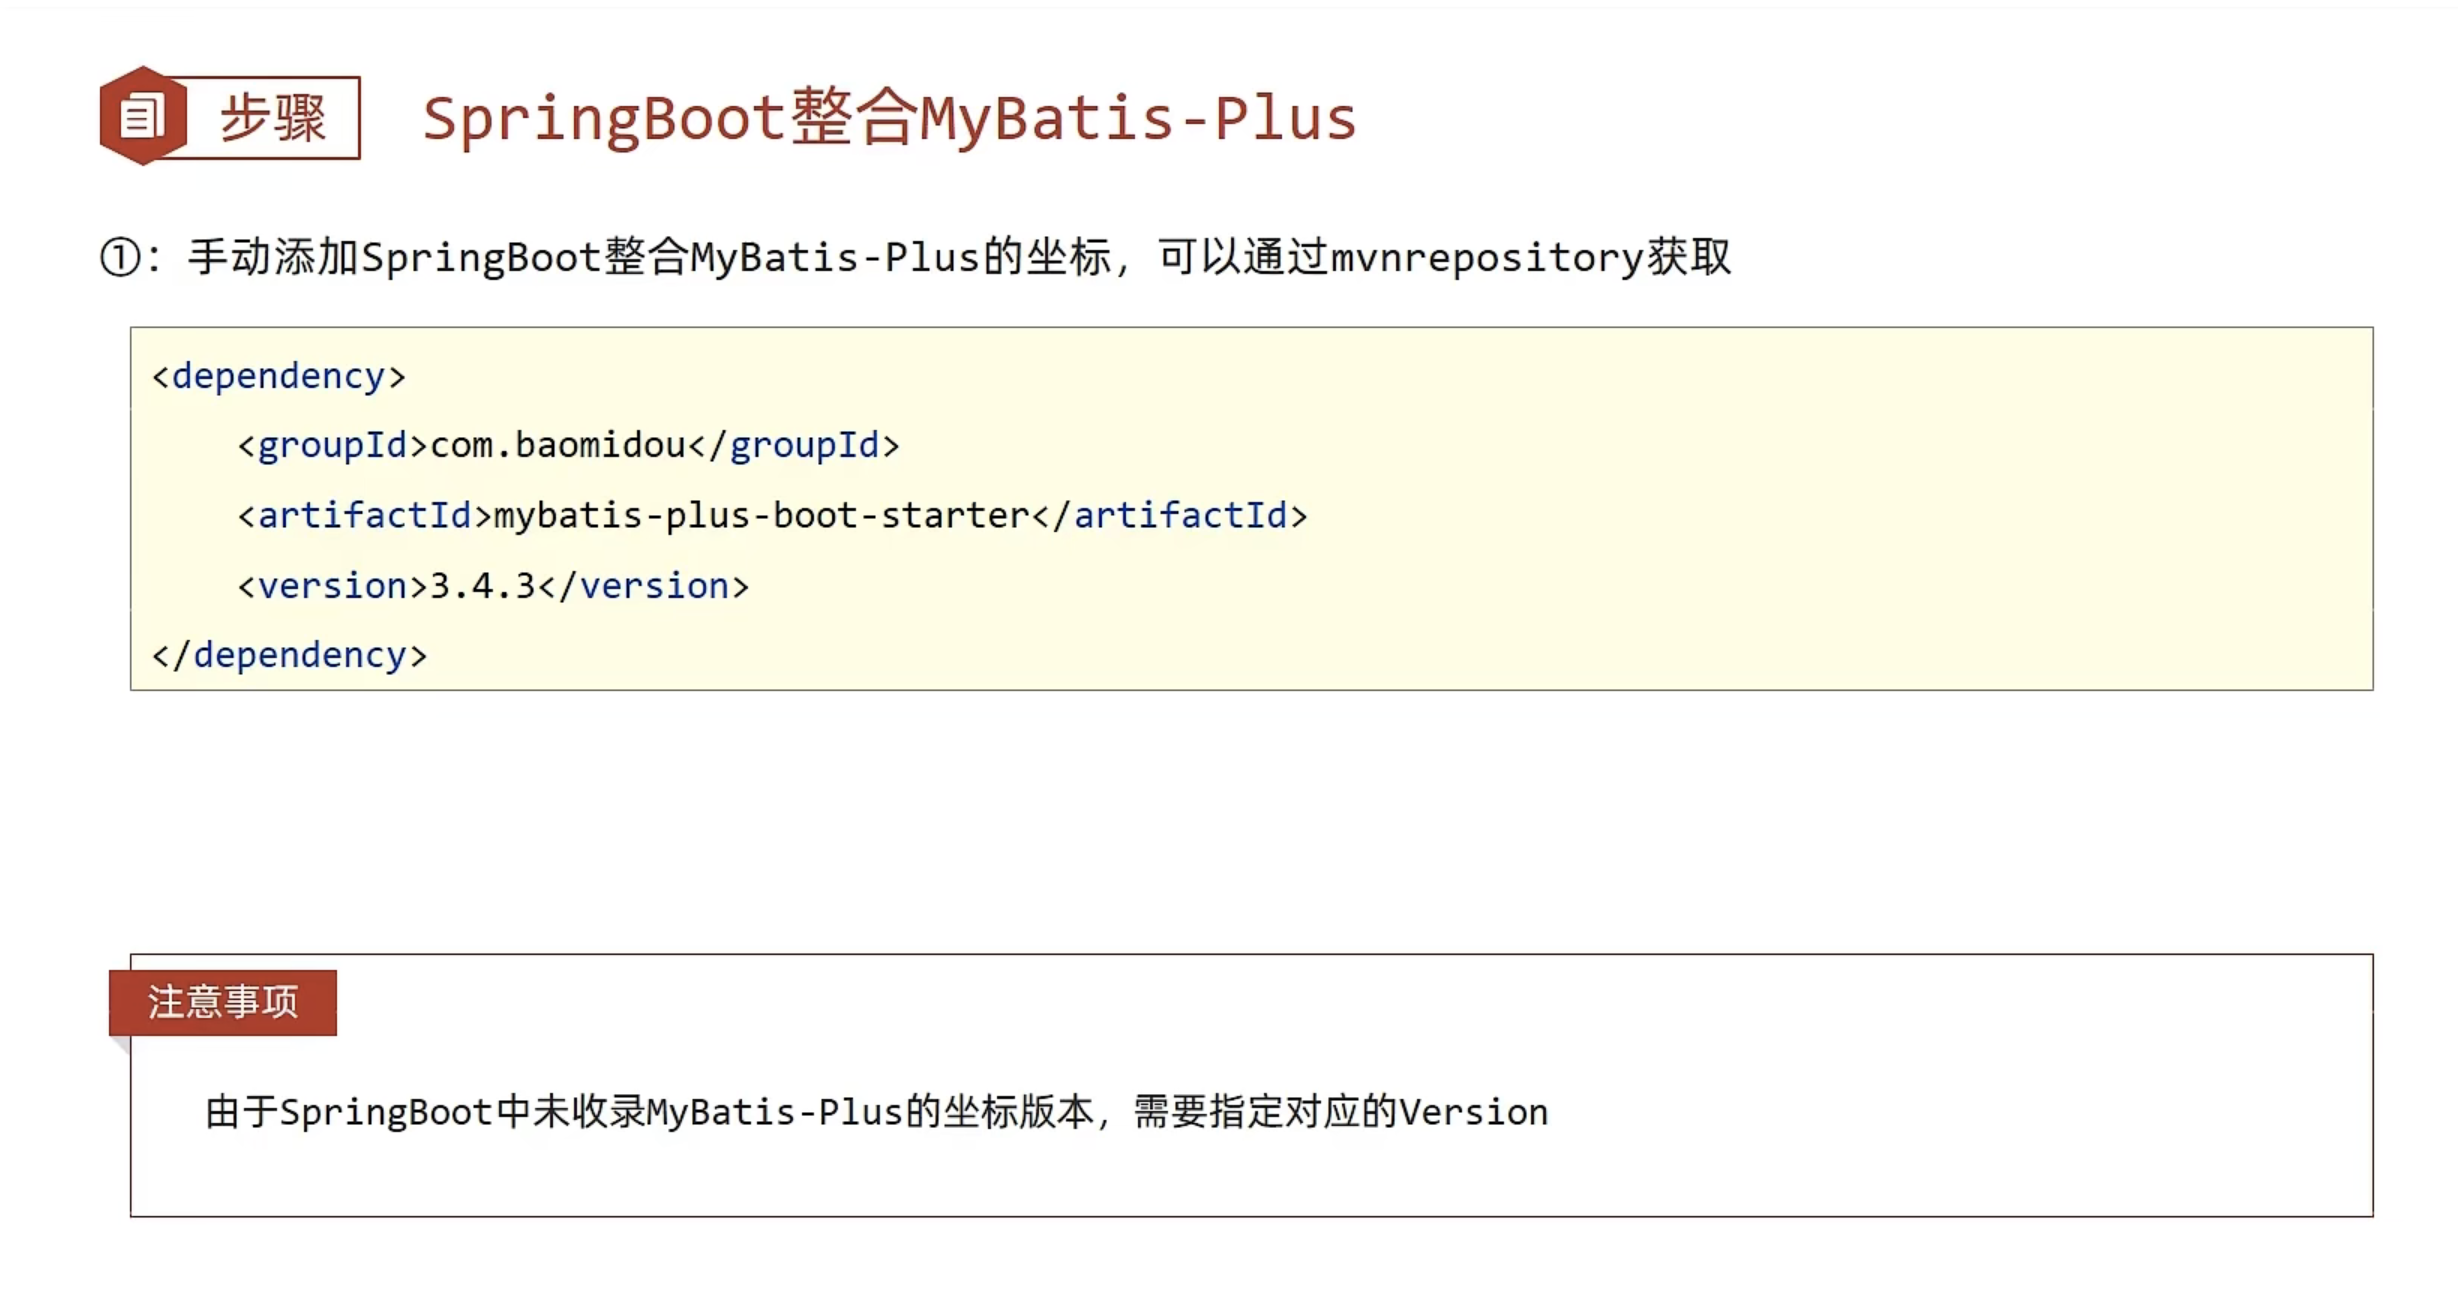 步骤 SpringBoot整合MyBatis-Plus
①：手动添加SpringBoot整合MyBatis-Plus的坐标，可以通过mvnrepository获取
<dependency>
    <groupId>com.baomidou</groupId>
    <artifactId>mybatis-plus-boot-starter</artifactId>
    <version>3.4.3</version>
</dependency>
注意事项
由于SpringBoot中未收录MyBatis-Plus的坐标版本，需要指定对应的Version